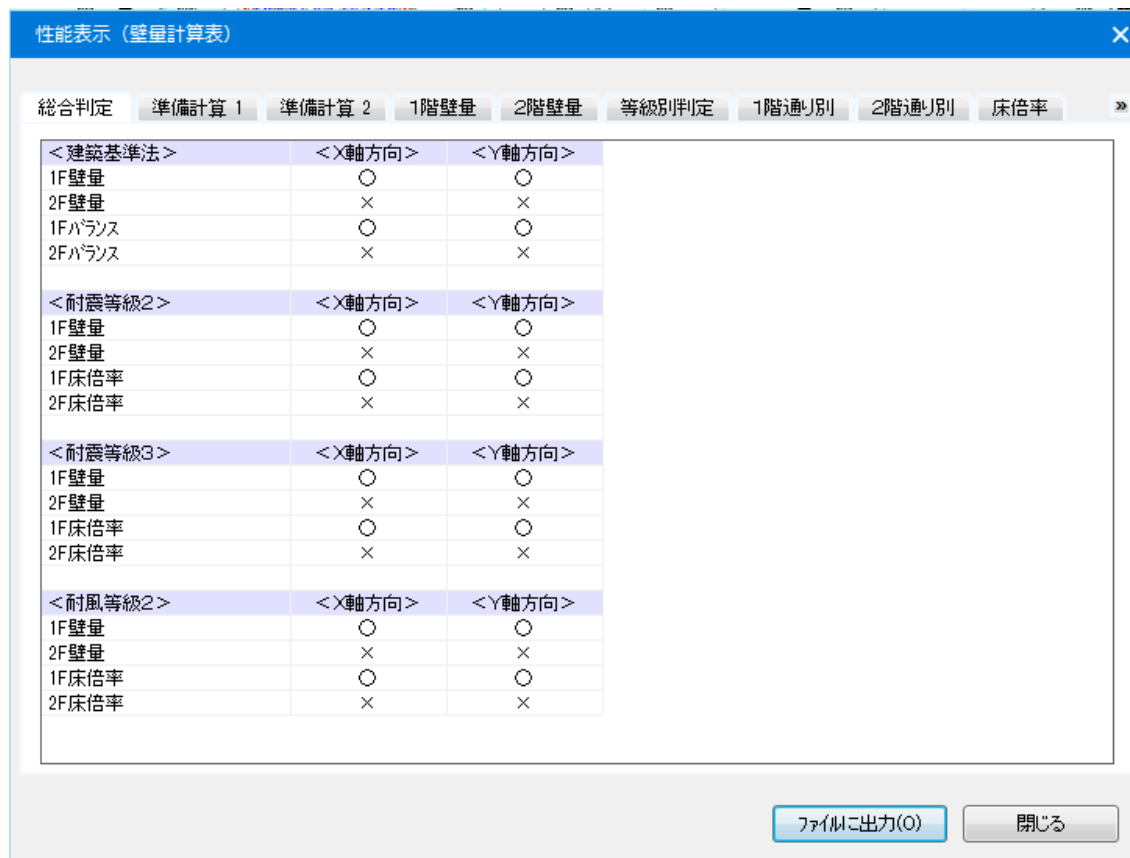 性能表示（壁量計算表）
総合判定 準備計算 1 準備計算 2 1階壁量 2階壁量 等級別判定 1階通り別 2階通り別 床倍率 »
＜建築基準法＞ ＜X軸方向＞ ＜Y軸方向＞
1F壁量 ○ ○
2F壁量 × ×
1Fﾊﾞﾗﾝｽ ○ ○
2Fﾊﾞﾗﾝｽ × ×
＜耐震等級2＞ ＜X軸方向＞ ＜Y軸方向＞
1F壁量 ○ ○
2F壁量 × ×
1F床倍率 ○ ○
2F床倍率 × ×
＜耐震等級3＞ ＜X軸方向＞ ＜Y軸方向＞
1F壁量 ○ ○
2F壁量 × ×
1F床倍率 ○ ○
2F床倍率 × ×
＜耐風等級2＞ ＜X軸方向＞ ＜Y軸方向＞
1F壁量 ○ ○
2F壁量 × ×
1F床倍率 ○ ○
2F床倍率 × ×
ﾌｧｲﾙに出力(O) 閉じる